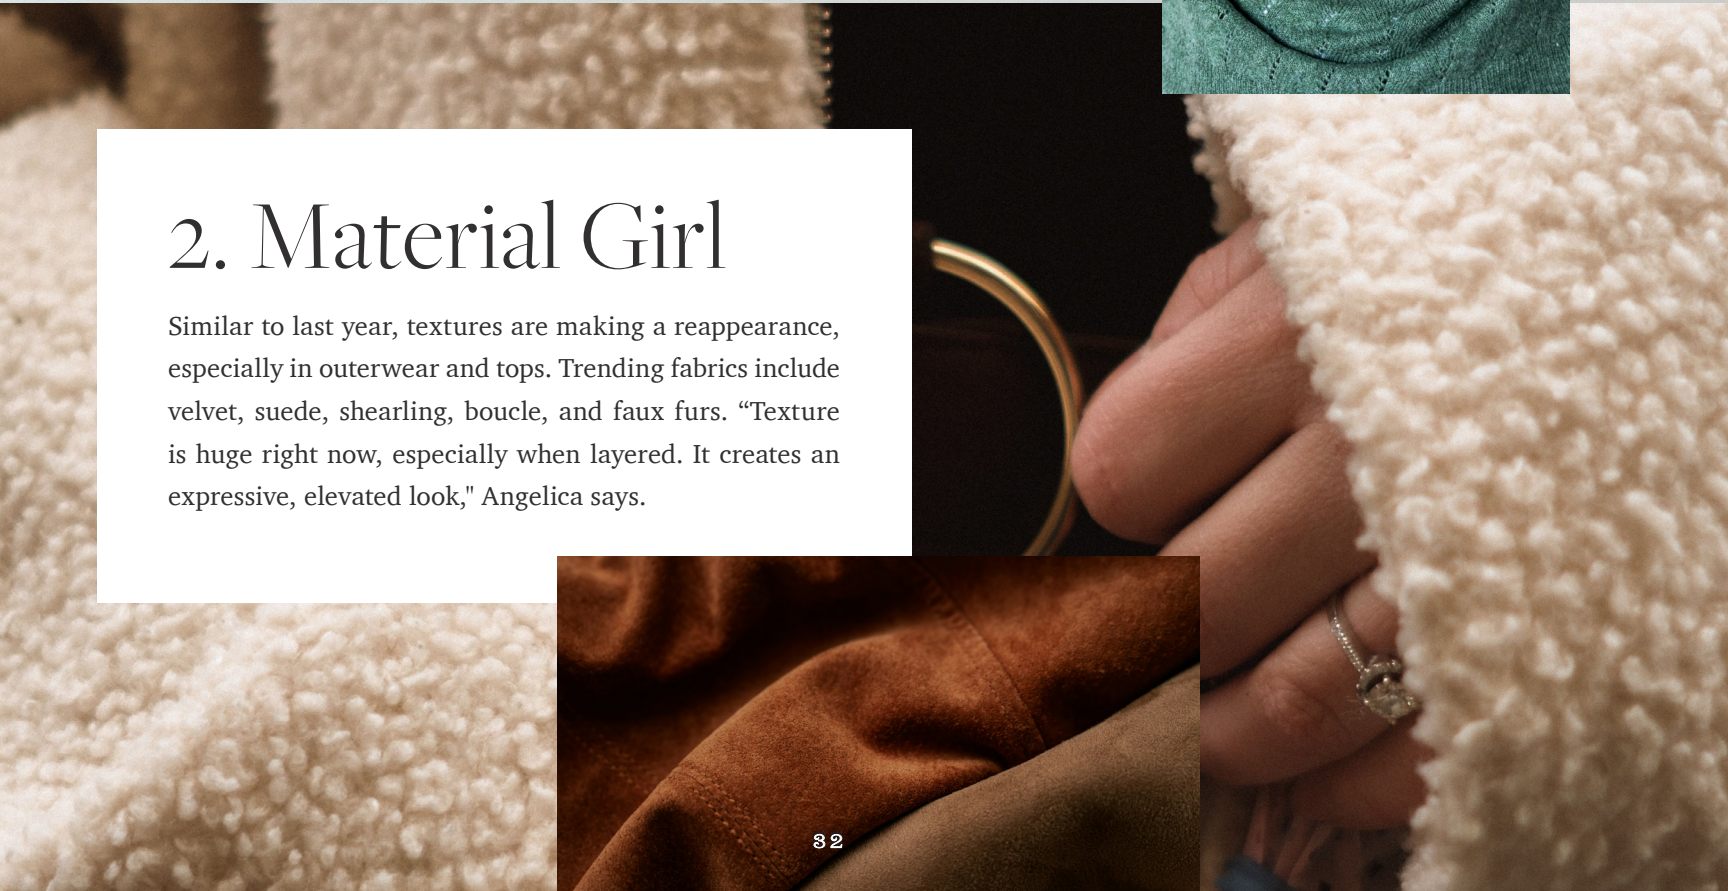 2. Material Girl
Similar to last year, textures are making a reappearance,
especially in outerwear and tops. Trending fabrics include
velvet, suede, shearling, boucle, and faux furs. “Texture
is huge right now, especially when layered. It creates an
expressive, elevated look," Angelica says.
32